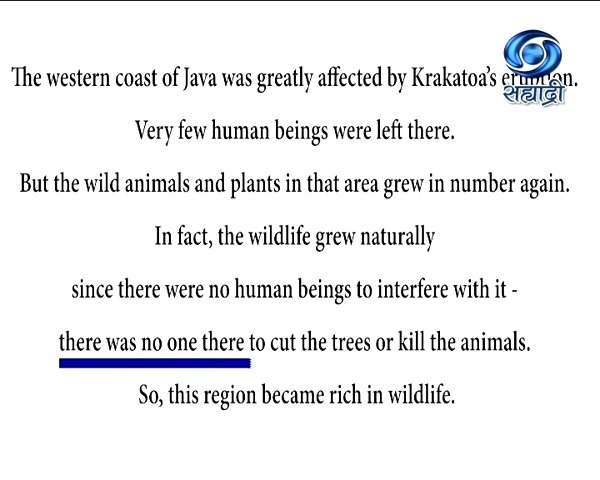 The western coast of Java was greatly affected by Krakatoa's eruption.
सह्याद्री
Very few human beings were left there.
But the wild animals and plants in that area grew in number again.
In fact, the wildlife grew naturally
since there were no human beings to interfere with it -
there was no one there to cut the trees or kill the animals.
So, this region became rich in wildlife.